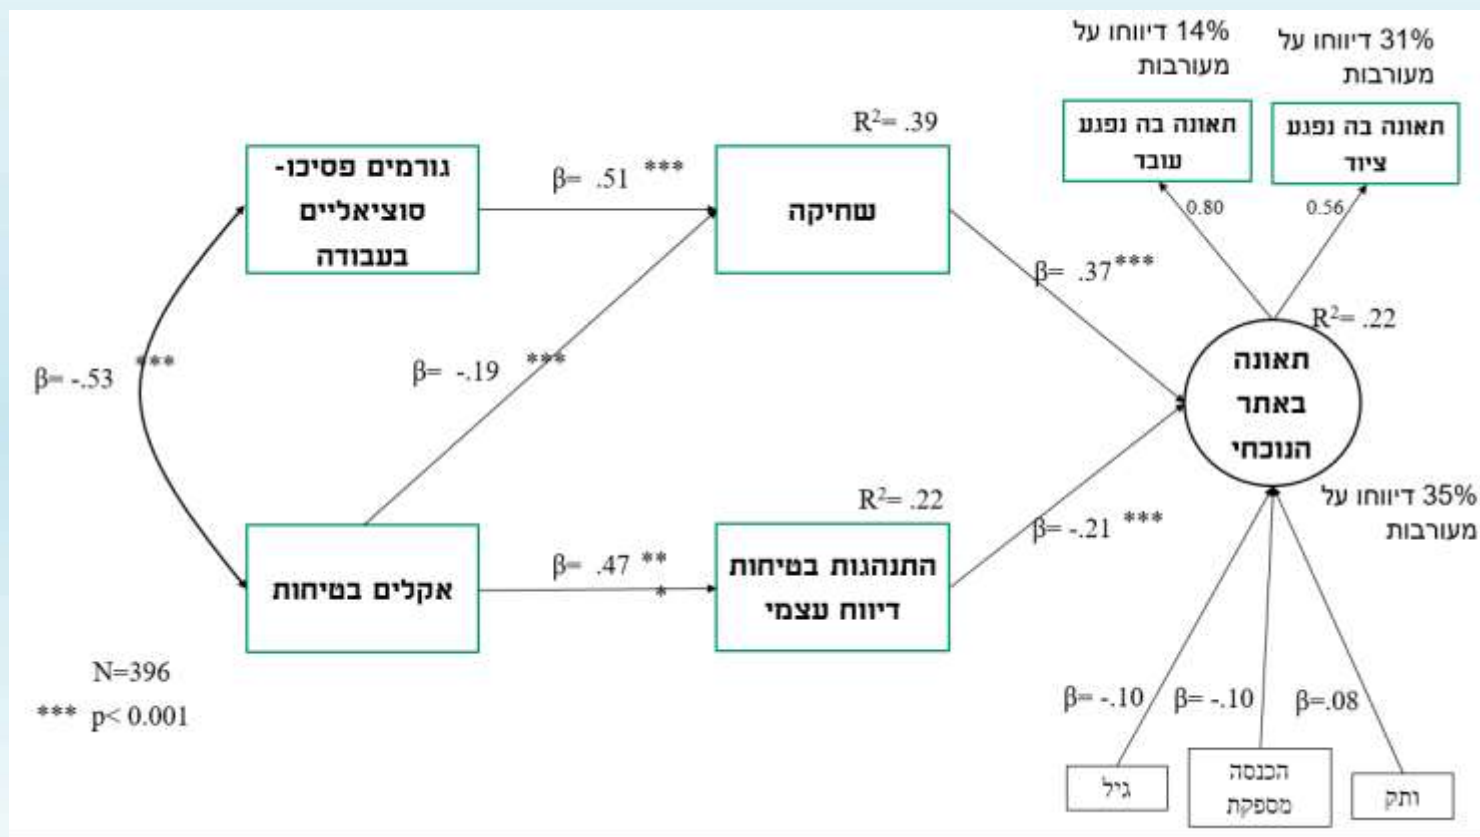 14% דיווחו על
מעורבות
31% דיווחו על
מעורבות
תאונה בה נפגע
עובד
תאונה בה נפגע
ציוד
0.80
0.56
R²= .39
גורמים פסיכו-
סוציאליים
בעבודה
β= .51 ***
שחיקה
β= .37 ***
R²= .22
תאונה
באתר
הנוכחי
β= -.53 ***
β= -.19 ***
35% דיווחו על
מעורבות
R²= .22
אקלים בטיחות
β= .47 **
*
התנהגות בטיחות
דיווח עצמי
β= -.21 ***
N=396
*** p< 0.001
β= -.10
β= -.10
β=.08
גיל
הכנסה
מספקת
ותק